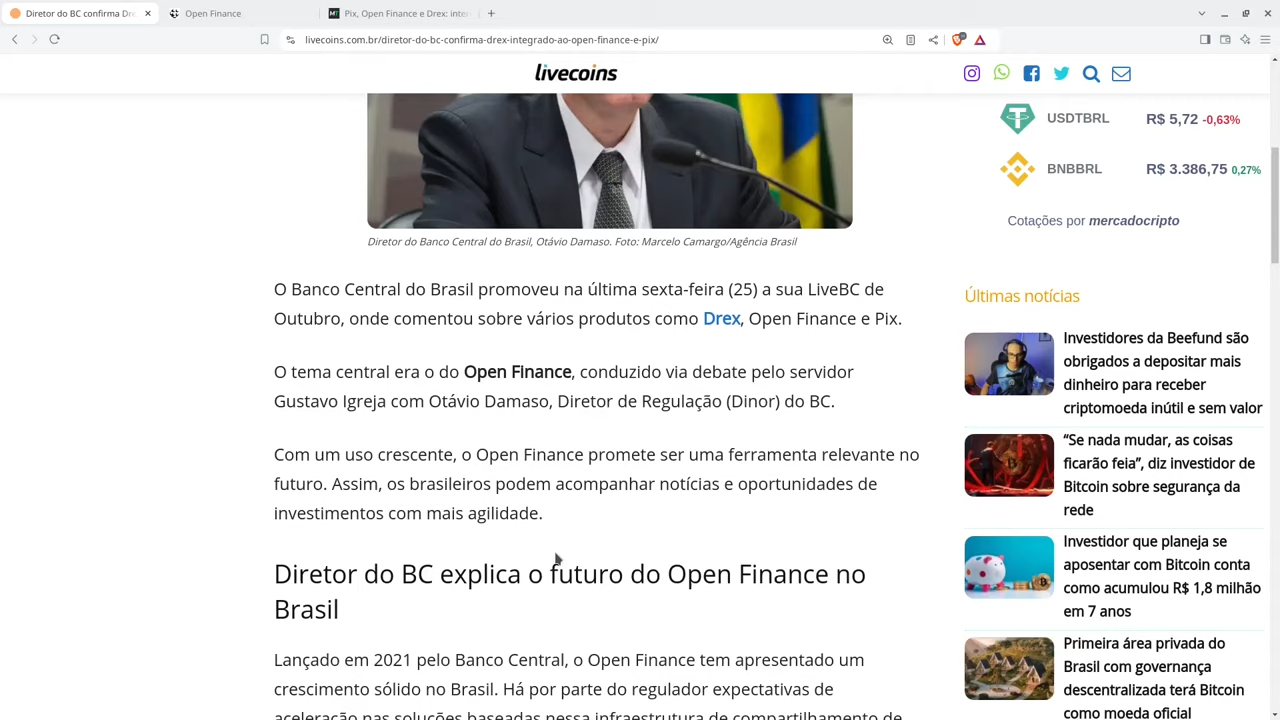 Diretor do BC confirma Dre
Open Finance
Pix, Open Finance e Drex: inte
livecoins.com.br/diretor-do-bc-confirma-drex-integrado-ao-open-finance-e-pix/
livecoins
USDTBRL R$ 5,72 -0,63%
BNBBRL R$ 3.386,75 0,27%
Cotações por mercadocripto
Diretor do Banco Central do Brasil, Otávio Damaso. Foto: Marcelo Camargo/Agência Brasil
O Banco Central do Brasil promoveu na última sexta-feira (25) a sua LiveBC de
Outubro, onde comentou sobre vários produtos como Drex, Open Finance e Pix.
O tema central era o do Open Finance, conduzido via debate pelo servidor
Gustavo Igreja com Otávio Damaso, Diretor de Regulação (Dinor) do BC.
Com um uso crescente, o Open Finance promete ser uma ferramenta relevante no
futuro. Assim, os brasileiros podem acompanhar notícias e oportunidades de
investimentos com mais agilidade.
Diretor do BC explica o futuro do Open Finance no
Brasil
Lançado em 2021 pelo Banco Central, o Open Finance tem apresentado um
crescimento sólido no Brasil. Há por parte do regulador expectativas de
aceleração nas soluções baseadas nessa infraestrutura de compartilhamento de
Últimas notícias
Investidores da Beefund são
obrigados a depositar mais
dinheiro para receber
criptomoeda inútil e sem valor
“Se nada mudar, as coisas
ficarão feia”, diz investidor de
Bitcoin sobre segurança da
rede
Investidor que planeja se
aposentar com Bitcoin conta
como acumulou R$ 1,8 milhão
em 7 anos
Primeira área privada do
Brasil com governança
descentralizada terá Bitcoin
como moeda oficial